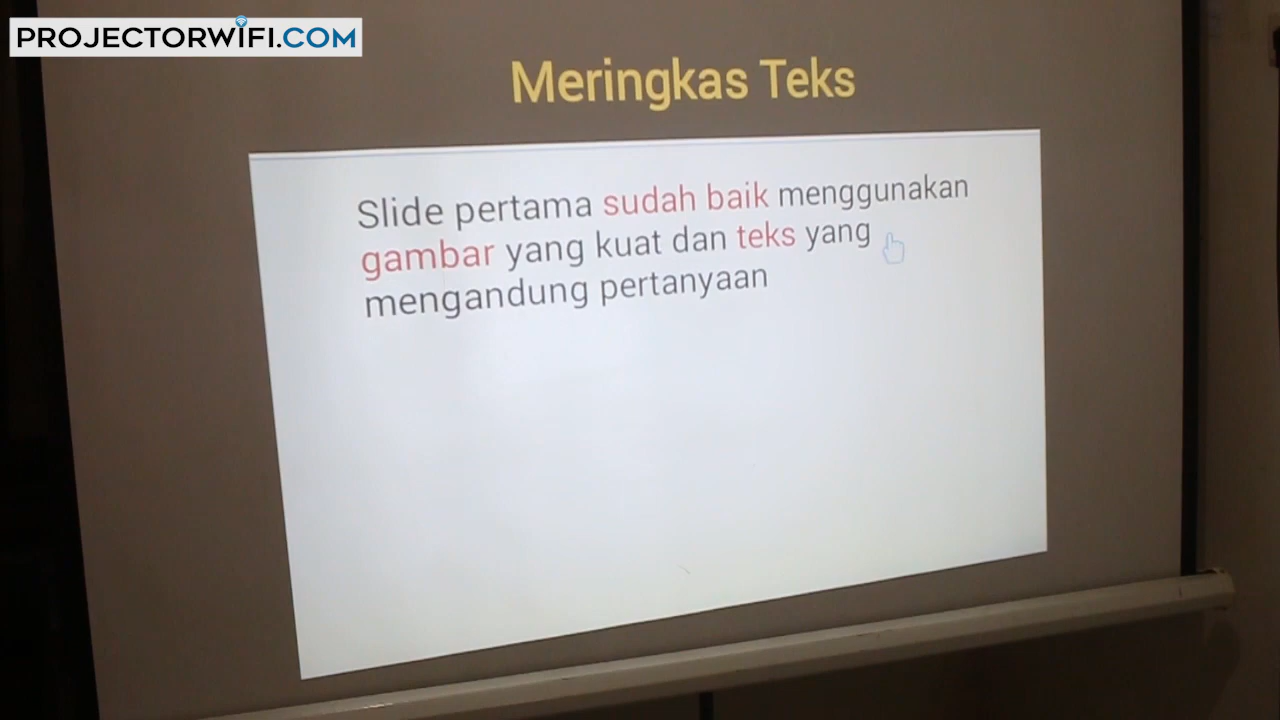 PROJECTORWIFI.COM
Meringkas Teks
Slide pertama sudah baik menggunakan
gambar yang kuat dan teks yang
mengandung pertanyaan